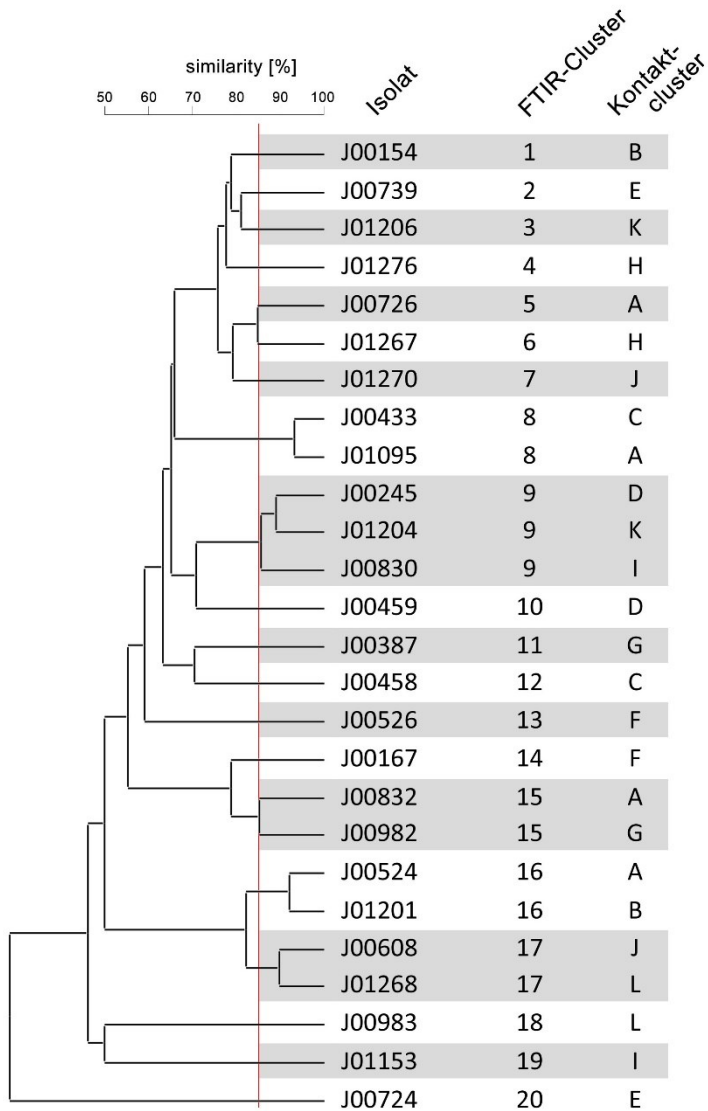 similarity [%]
50 60 70 80 90 100
Isolat
FTIR-Cluster
Kontakt-
cluster
J00154 1 B
J00739 2 E
J01206 3 K
J01276 4 H
J00726 5 A
J01267 6 H
J01270 7 J
J00433 8 C
J01095 8 A
J00245 9 D
J01204 9 K
J00830 9 I
J00459 10 D
J00387 11 G
J00458 12 C
J00526 13 F
J00167 14 F
J00832 15 A
J00982 15 G
J00524 16 A
J01201 16 B
J00608 17 J
J01268 17 L
J00983 18 L
J01153 19 I
J00724 20 E